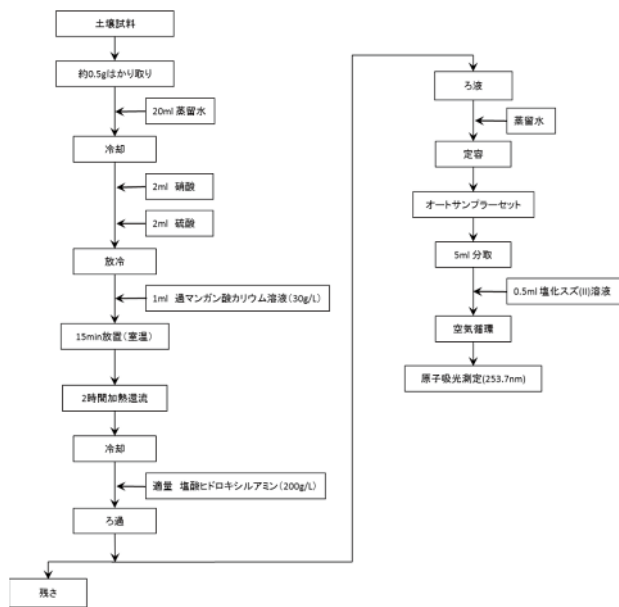 土壌試料
約0.5gはかり取り
20ml 蒸留水
冷却
2ml 硝酸
2ml 硫酸
放冷
1ml 過マンガン酸カリウム溶液(30g/L)
15min放置(室温)
2時間加熱還流
冷却
適量 塩酸ヒドロキシルアミン(200g/L)
ろ過
残さ
ろ液
蒸留水
定容
オートサンプラーセット
5ml 分取
0.5ml 塩化スズ(II)溶液
空気循環
原子吸光測定(253.7nm)